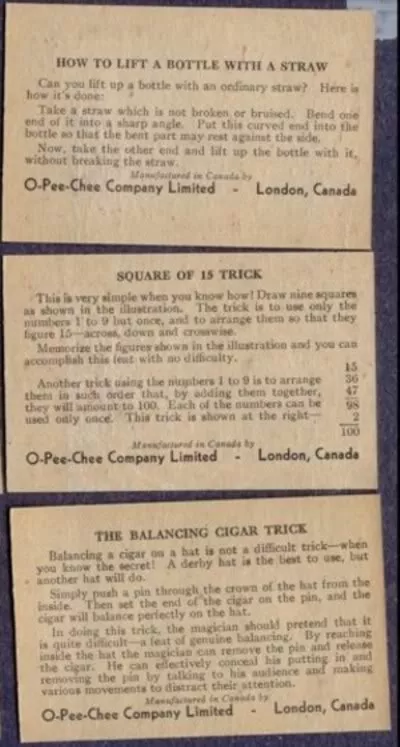 HOW TO LIFT A BOTTLE WITH A STRAW
Can you lift up a bottle with an ordinary straw? Here is
how it's done:
Take a straw which is not broken or bruised. Bend one
end of it into a sharp angle. Put this curved end into the
bottle so that the bent part may rest against the side.
Now, take the other end and lift up the bottle with it,
without breaking the straw.
Manufactured in Canada by
O-Pee-Chee Company Limited - London, Canada
SQUARE OF 15 TRICK
This is very simple when you know how! Draw nine squares
as shown in the illustration. The trick is to use only the
numbers 1 to 9 but once, and to arrange them so that they
figure 15—across, down and crosswise.
Memorize the figures shown in the illustration and you can
accomplish this feat with no difficulty.
15
Another trick using the numbers 1 to 9 is to arrange 36
them in such order that, by adding them together, 47
they will amount to 100. Each of the numbers can be 98
used only once. This trick is shown at the right— 2
100
Manufactured in Canada by
O-Pee-Chee Company Limited - London, Canada
THE BALANCING CIGAR TRICK
Balancing a cigar on a hat is not a difficult trick—when
you know the secret! A derby hat is the best to use, but
another hat will do.
Simply push a pin through the crown of the hat from the
inside. Then set the end of the cigar on the pin, and the
cigar will balance perfectly on the hat.
In doing this trick, the magician should pretend that it
is quite difficult—a feat of genuine balancing. By reaching
inside the hat the magician can remove the pin and release
the cigar. He can effectively conceal his putting in and
removing the pin by talking to his audience and making
various movements to distract their attention.
Manufactured in Canada by
O-Pee-Chee Company Limited - London, Canada